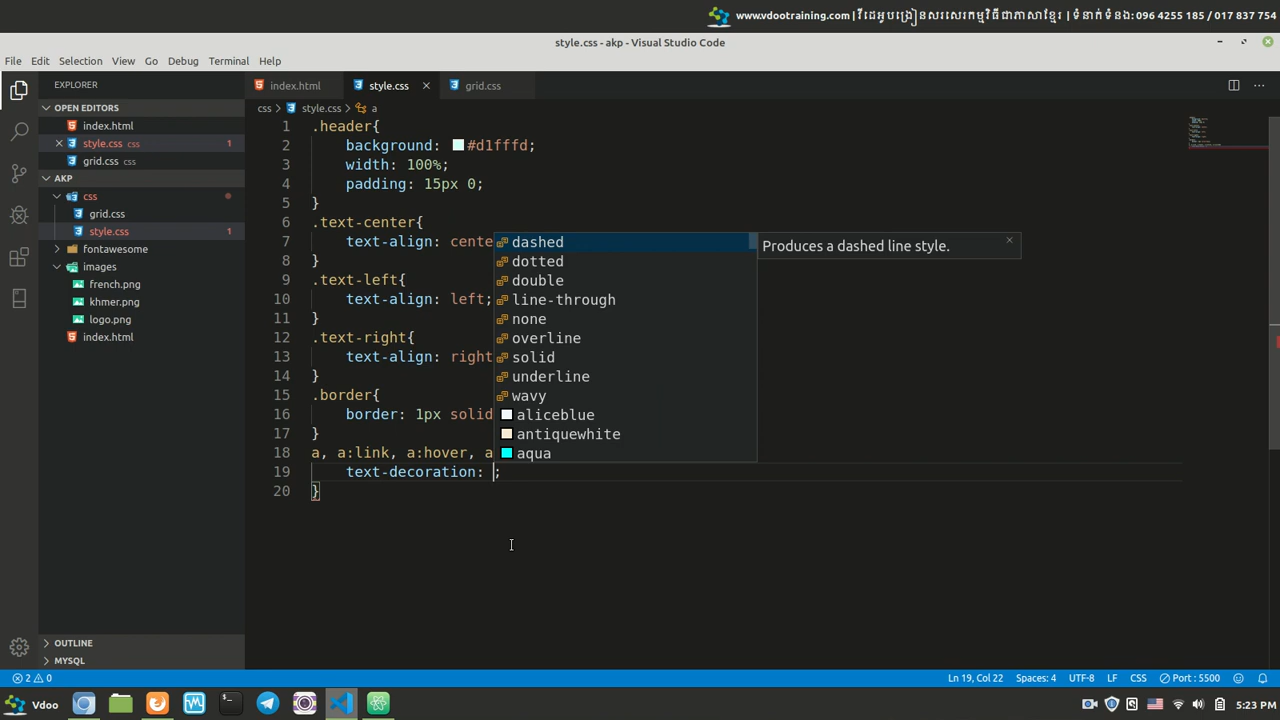 www.vdootraining.com | វីដេអូបង្រៀនសរសេរកម្មវិធីជាភាសាខ្មែរ | ទំនាក់ទំនង: 096 4255 185 / 017 837 754
style.css - akp - Visual Studio Code
File Edit Selection View Go Debug Terminal Help
EXPLORER
index.html style.css grid.css
OPEN EDITORS
index.html
style.css css 1
grid.css css
AKP
css
grid.css
style.css 1
fontawesome
images
french.png
khmer.png
logo.png
index.html
OUTLINE
MYSQL
css style.css a
1 .header{
2 background: #d1fffd;
3 width: 100%;
4 padding: 15px 0;
5 }
6 .text-center{
7 text-align: cente
8 }
9 .text-left{
10 text-align: left;
11 }
12 .text-right{
13 text-align: right
14 }
15 .border{
16 border: 1px solid
17 }
18 a, a:link, a:hover, a
19 text-decoration: ;
20 }
dashed
dotted
double
line-through
none
overline
solid
underline
wavy
aliceblue
antiquewhite
aqua
Produces a dashed line style.
2 0 Ln 19, Col 22 Spaces: 4 UTF-8 LF CSS Port : 5500
Vdoo 5:23 PM